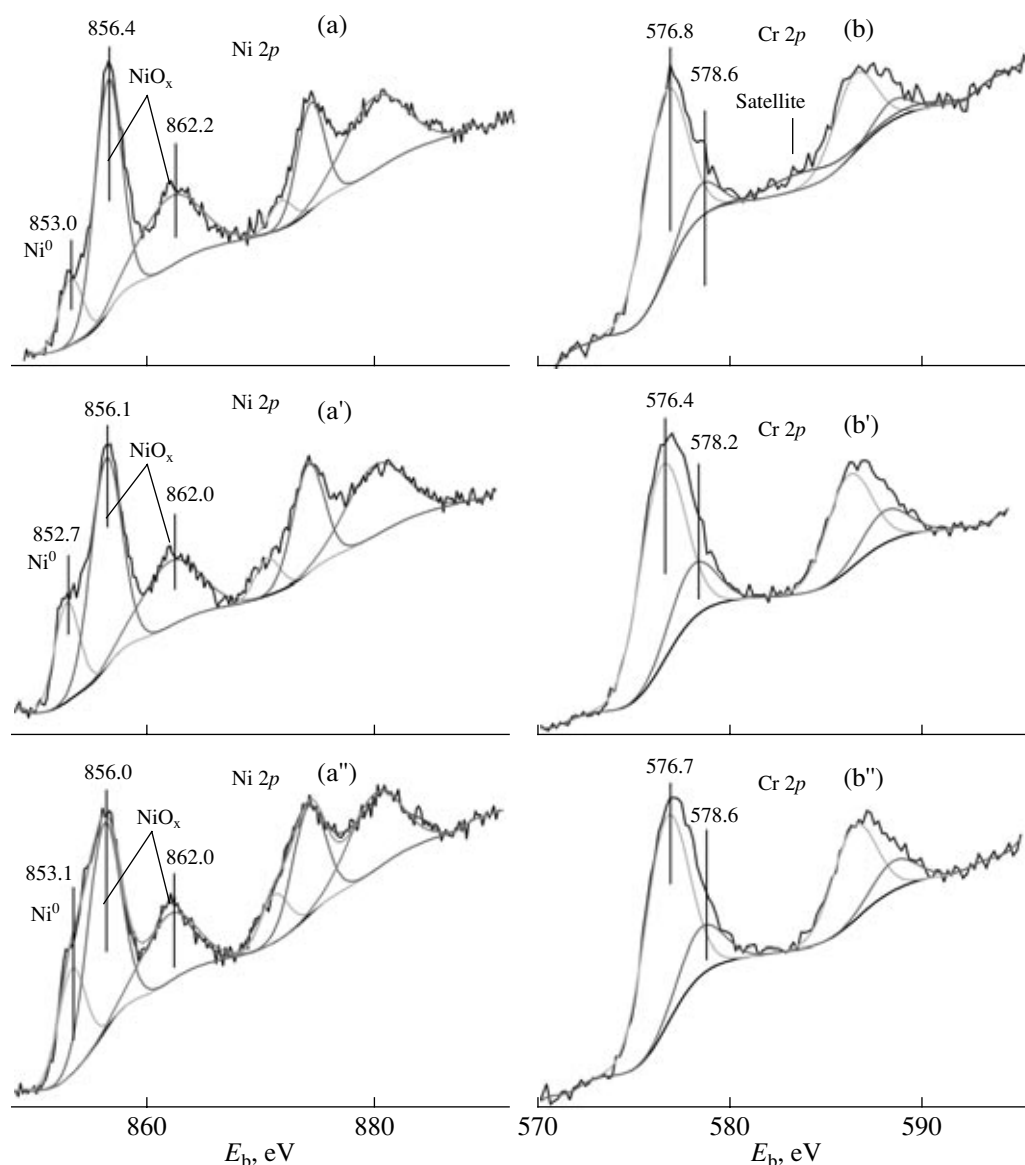 856.4
Ni 2p
(a)
NiOₓ
862.2
853.0
Ni⁰
576.8
Cr 2p
(b)
578.6
Satellite
856.1
Ni 2p
(a')
NiOₓ
862.0
852.7
Ni⁰
576.4
Cr 2p
(b')
578.2
856.0
Ni 2p
(a")
NiOₓ
862.0
853.1
Ni⁰
576.7
Cr 2p
(b")
578.6
860
880
E_b, eV
570
580
590
E_b, eV